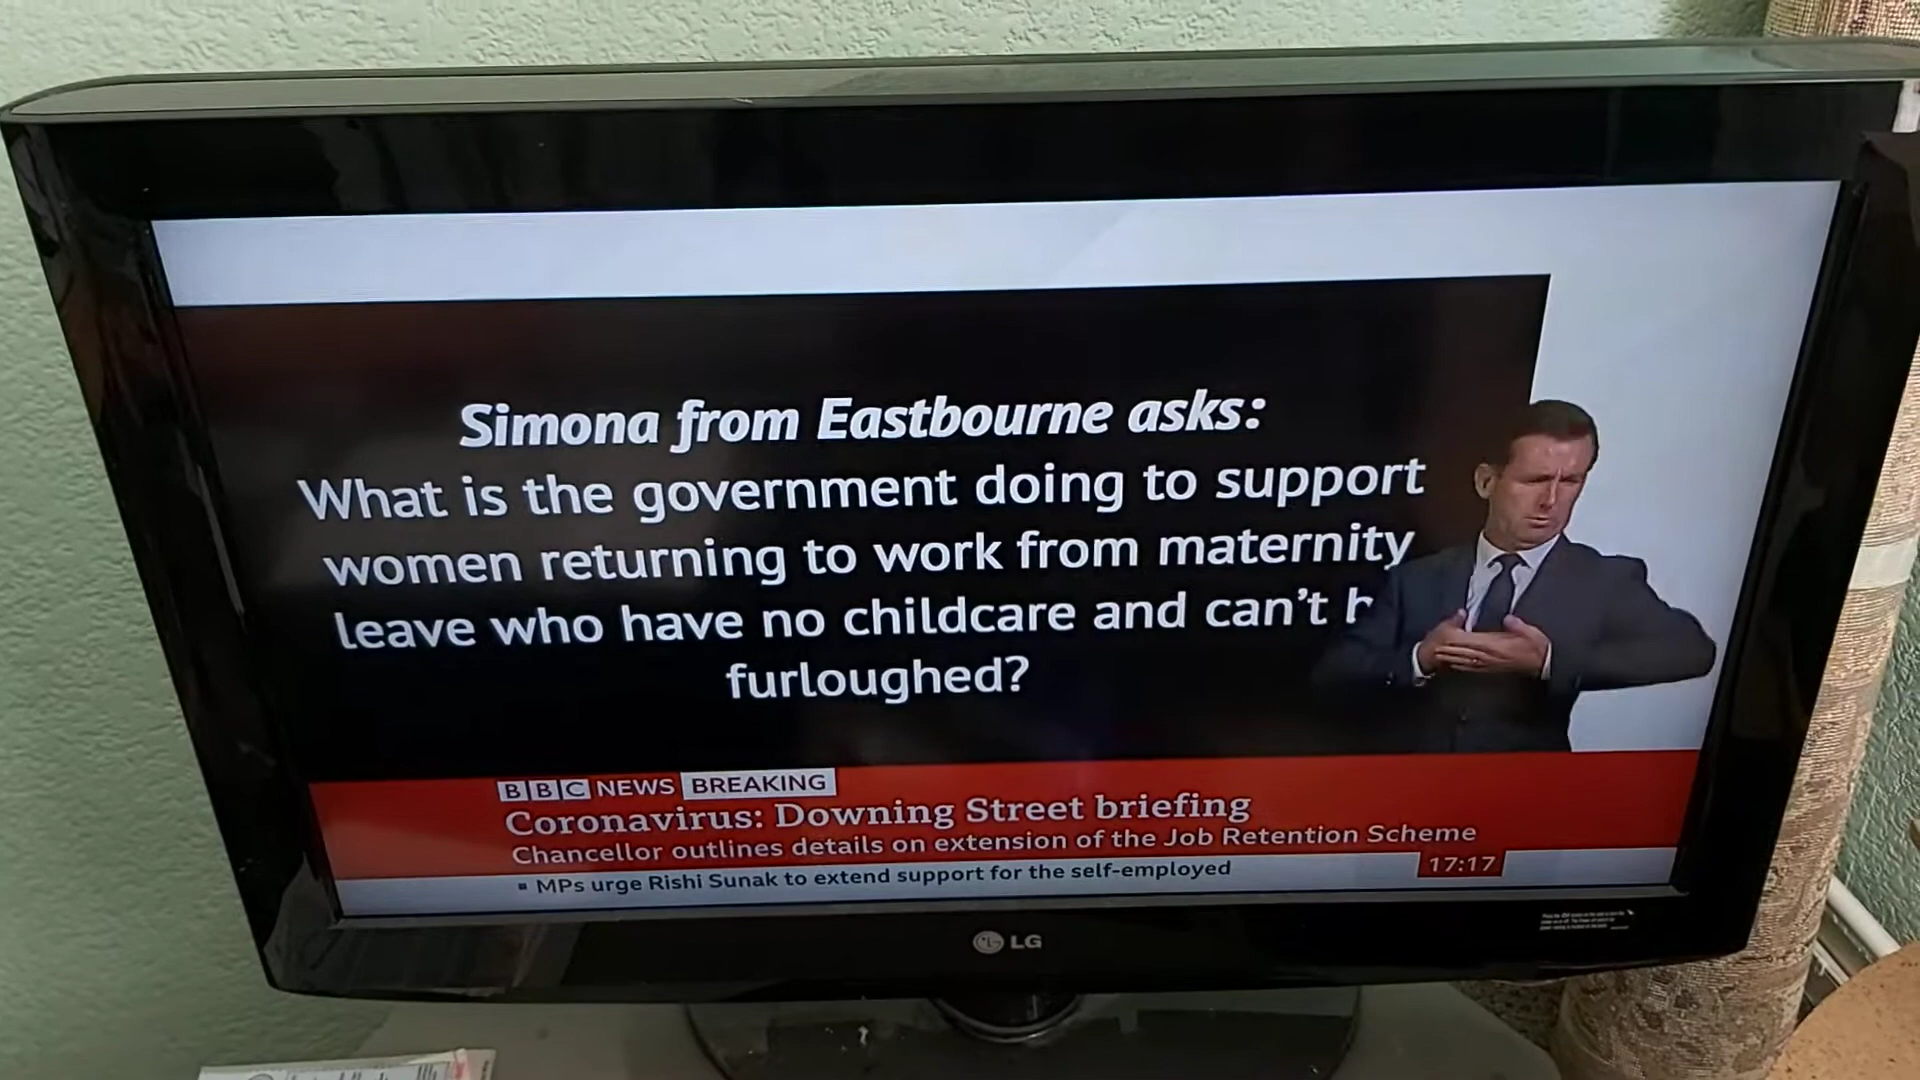 Simona from Eastbourne asks:
What is the government doing to support
women returning to work from maternity
leave who have no childcare and can't
furloughed?
BBC NEWS BREAKING
Coronavirus: Downing Street briefing
Chancellor outlines details on extension of the Job Retention Scheme
17:17
▪ MPs urge Rishi Sunak to extend support for the self-employed
LG